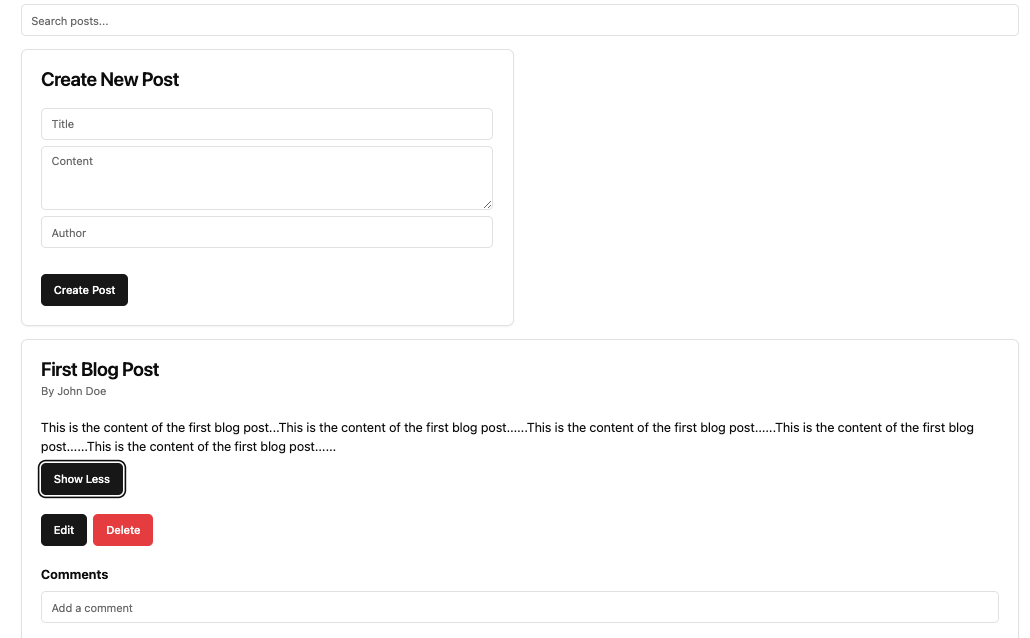 Search posts...
Create New Post
Title
Content
Author
Create Post
First Blog Post
By John Doe
This is the content of the first blog post...This is the content of the first blog post......This is the content of the first blog post......This is the content of the first blog
post......This is the content of the first blog post......
Show Less
Edit Delete
Comments
Add a comment